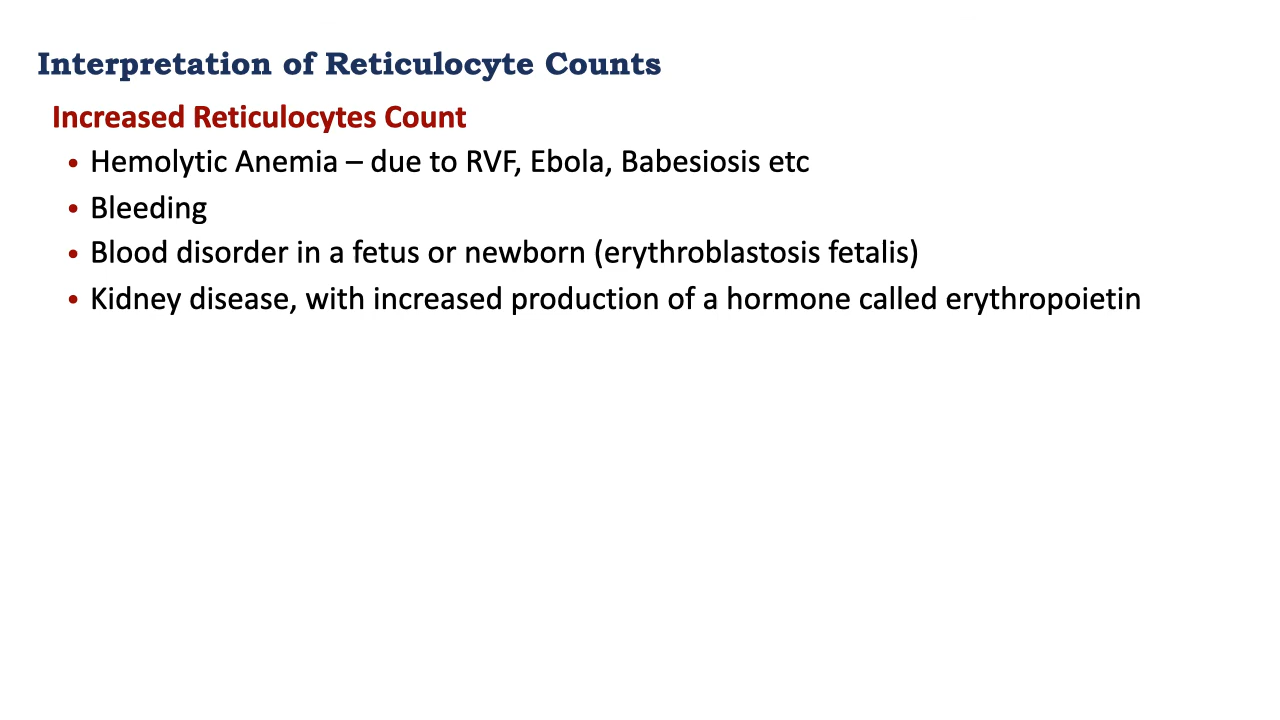 Interpretation of Reticulocyte Counts
Increased Reticulocytes Count
• Hemolytic Anemia – due to RVF, Ebola, Babesiosis etc
• Bleeding
• Blood disorder in a fetus or newborn (erythroblastosis fetalis)
• Kidney disease, with increased production of a hormone called erythropoietin